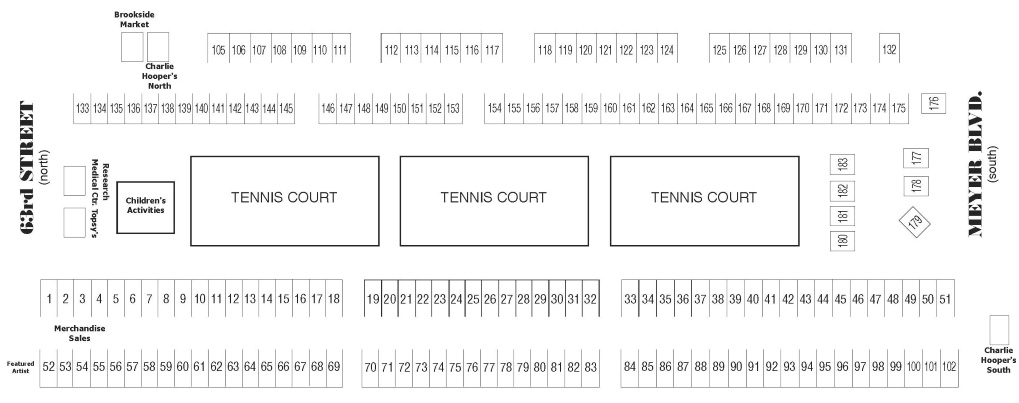 Brookside
Market
105 106 107 108 109 110 111
112 113 114 115 116 117
118 119 120 121 122 123 124
125 126 127 128 129 130 131
132
Charlie
Hooper's
North
133 134 135 136 137 138 139 140 141 142 143 144 145
146 147 148 149 150 151 152 153
154 155 156 157 158 159 160 161 162 163 164 165 166 167 168 169 170 171 172 173 174 175
176
63rd STREET
(north)
Research
Medical Ctr.
Topsy's
Children's
Activities
TENNIS COURT
TENNIS COURT
TENNIS COURT
183
182
181
180
177
178
179
MEYER BLVD.
(south)
1 2 3 4 5 6 7 8 9 10 11 12 13 14 15 16 17 18
19 20 21 22 23 24 25 26 27 28 29 30 31 32
33 34 35 36 37 38 39 40 41 42 43 44 45 46 47 48 49 50 51
Merchandise
Sales
Featured
Artist
52 53 54 55 56 57 58 59 60 61 62 63 64 65 66 67 68 69
70 71 72 73 74 75 76 77 78 79 80 81 82 83
84 85 86 87 88 89 90 91 92 93 94 95 96 97 98 99 100 101 102
Charlie
Hooper's
South